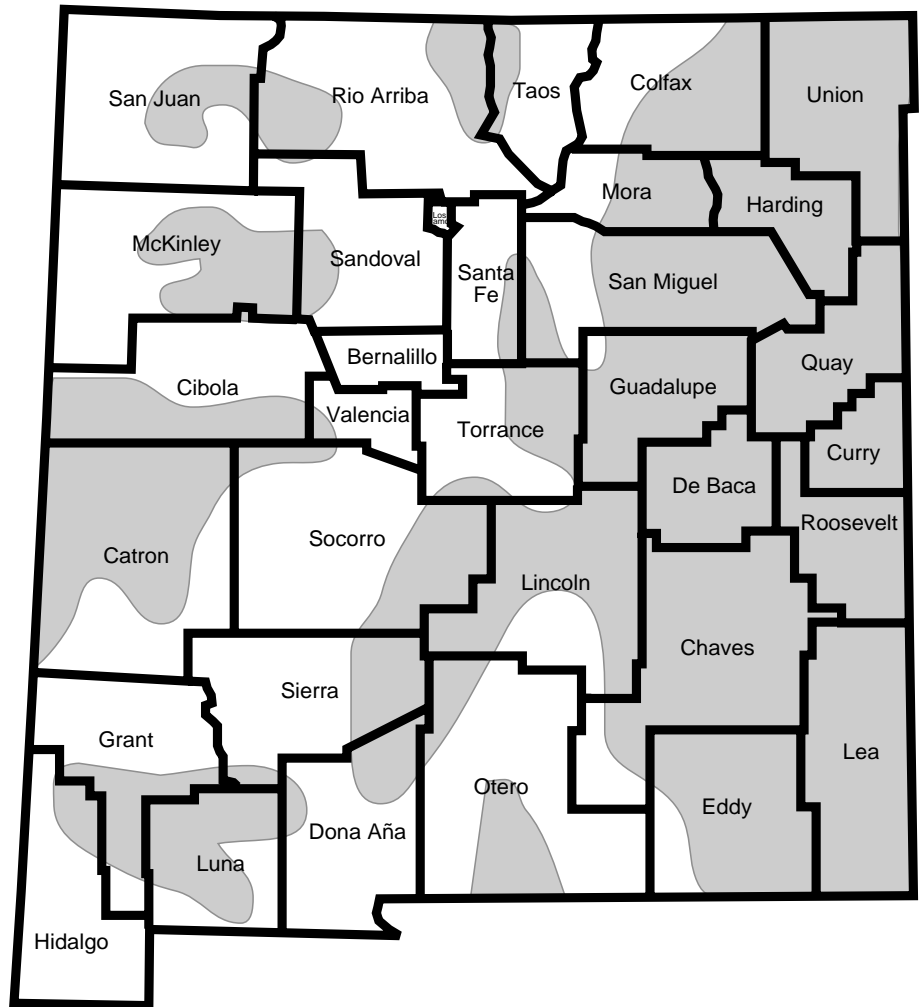 San Juan
Rio Arriba
Taos
Colfax
Union
Mora
Harding
Los
McKinley
Sandoval
Santa
Fe
San Miguel
Bernalillo
Quay
Cibola
Guadalupe
Valencia
Torrance
Curry
De Baca
Roosevelt
Socorro
Catron
Lincoln
Chaves
Sierra
Grant
Lea
Otero
Eddy
Dona Aña
Luna
Hidalgo